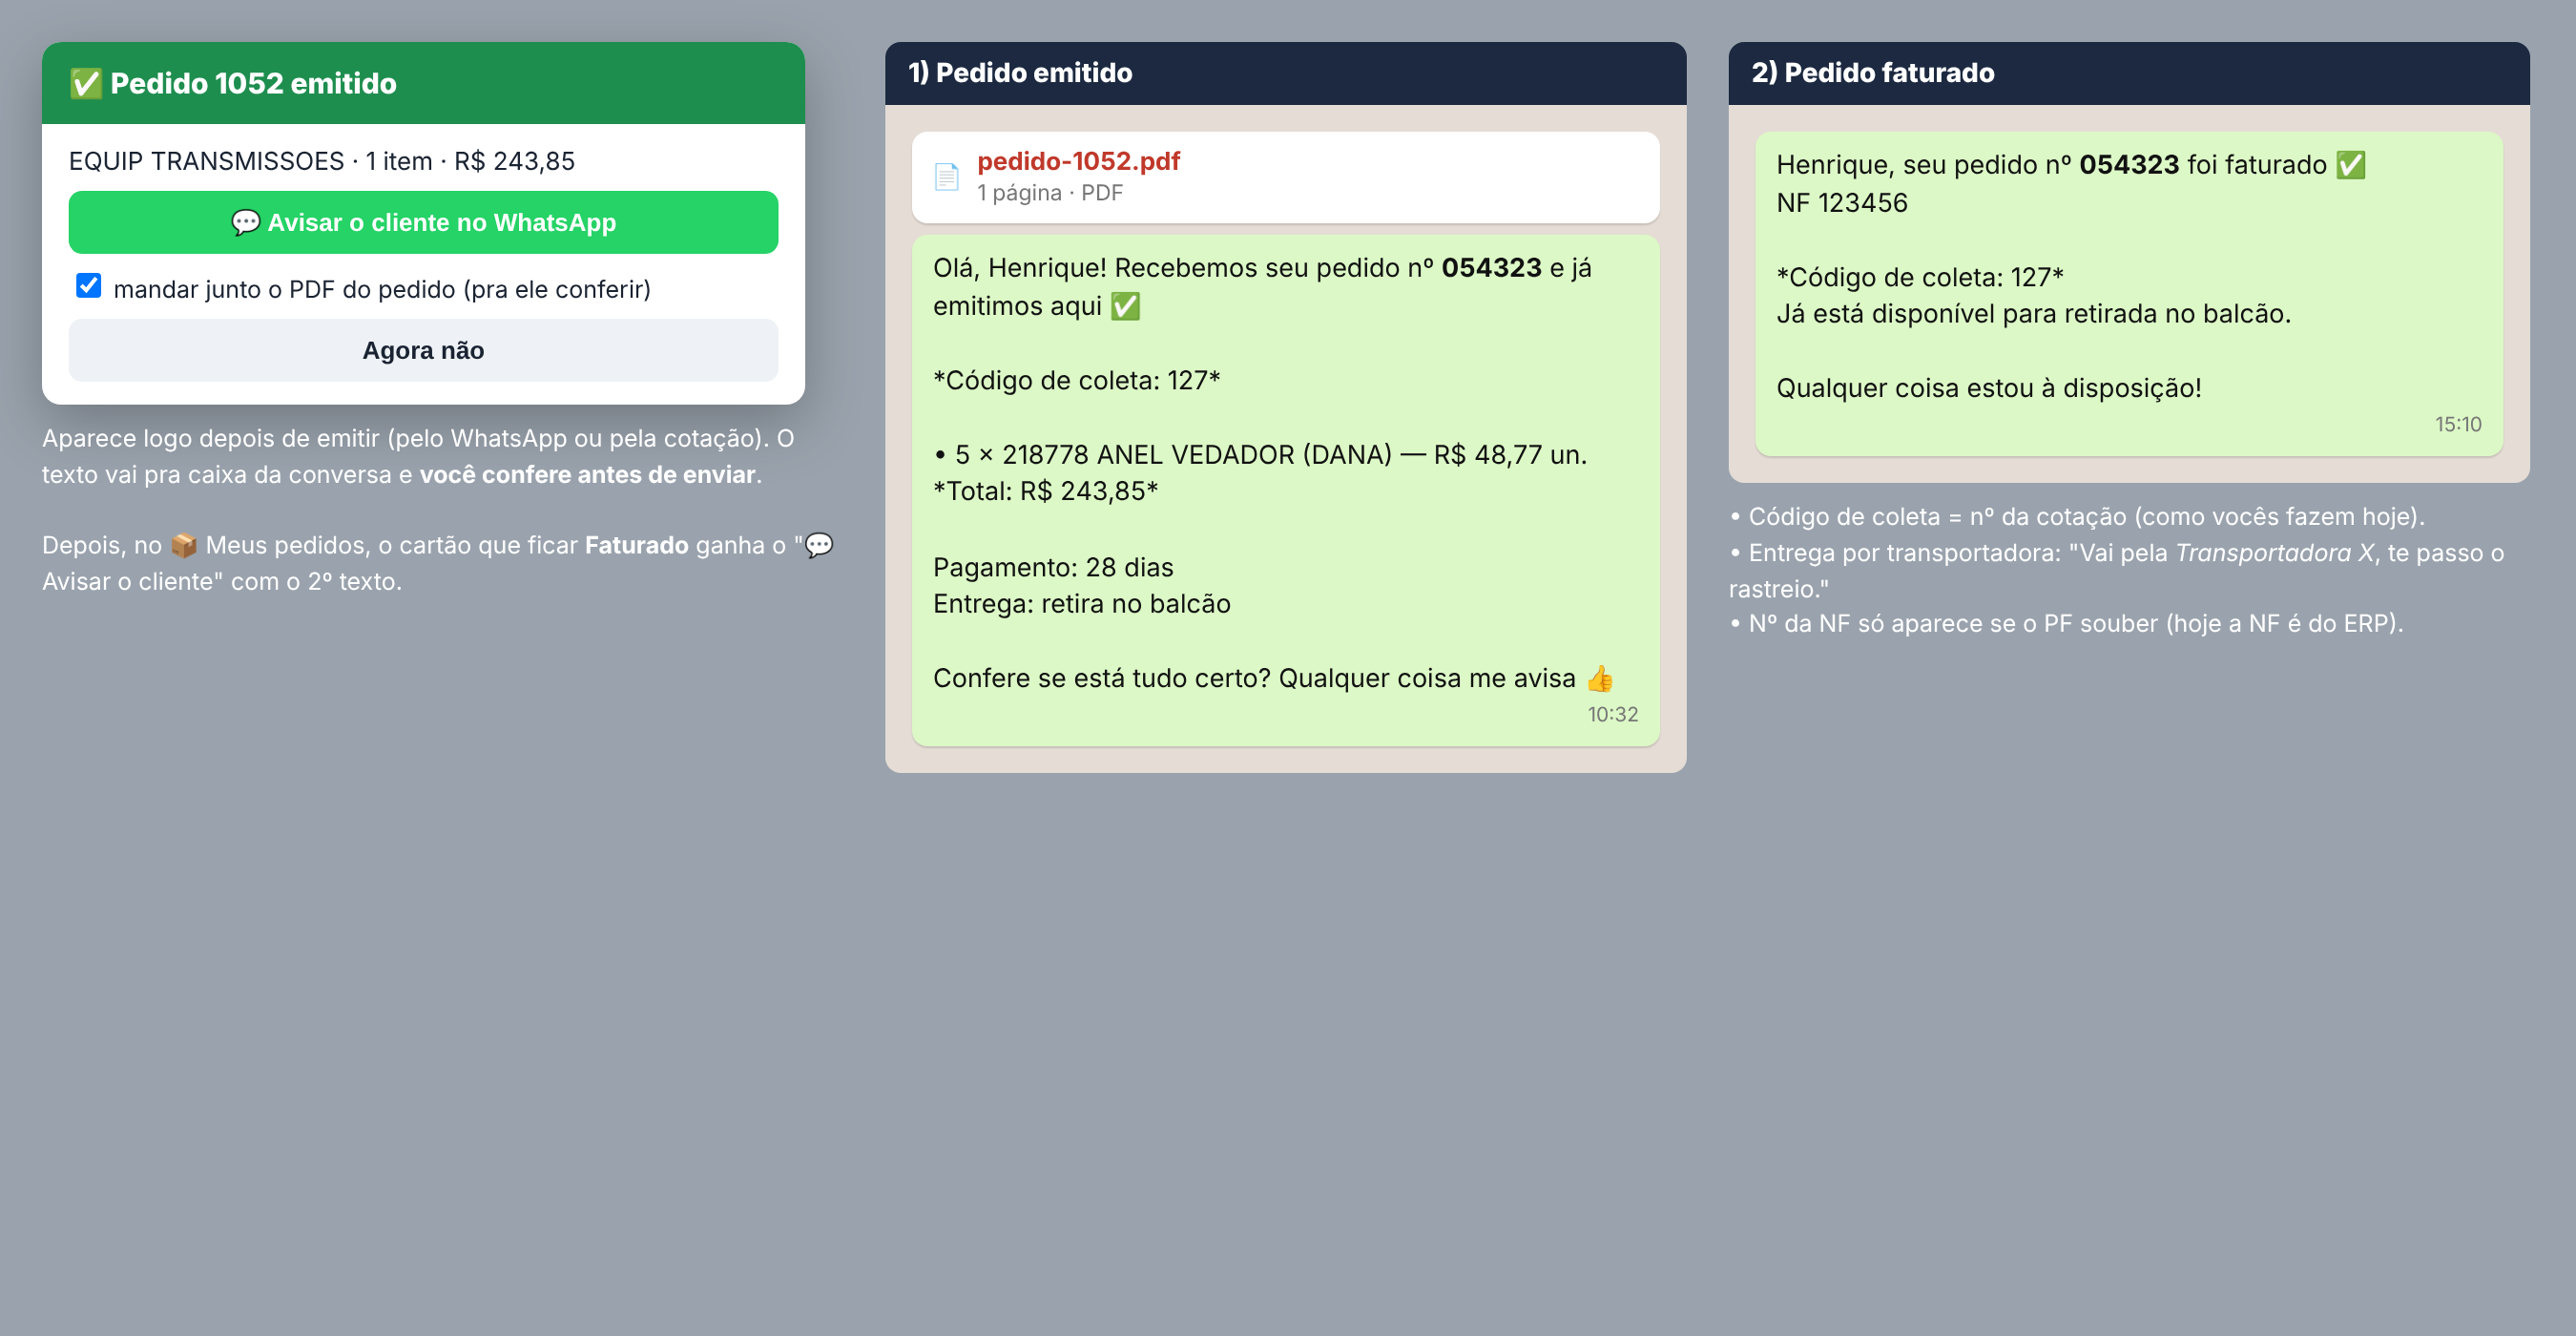 ✅ Pedido 1052 emitido
EQUIP TRANSMISSOES · 1 item · R$ 243,85
💬 Avisar o cliente no WhatsApp
mandar junto o PDF do pedido (pra ele conferir)
Agora não
Aparece logo depois de emitir (pelo WhatsApp ou pela cotação). O
texto vai pra caixa da conversa e você confere antes de enviar.
Depois, no 📦 Meus pedidos, o cartão que ficar Faturado ganha o "💬
Avisar o cliente" com o 2º texto.
1) Pedido emitido
pedido-1052.pdf
1 página · PDF
Olá, Henrique! Recebemos seu pedido nº 054323 e já
emitimos aqui ✅
*Código de coleta: 127*
• 5 × 218778 ANEL VEDADOR (DANA) — R$ 48,77 un.
*Total: R$ 243,85*
Pagamento: 28 dias
Entrega: retira no balcão
Confere se está tudo certo? Qualquer coisa me avisa 👍
10:32
2) Pedido faturado
Henrique, seu pedido nº 054323 foi faturado ✅
NF 123456
*Código de coleta: 127*
Já está disponível para retirada no balcão.
Qualquer coisa estou à disposição!
15:10
• Código de coleta = nº da cotação (como vocês fazem hoje).
• Entrega por transportadora: "Vai pela Transportadora X, te passo o
rastreio."
• Nº da NF só aparece se o PF souber (hoje a NF é do ERP).